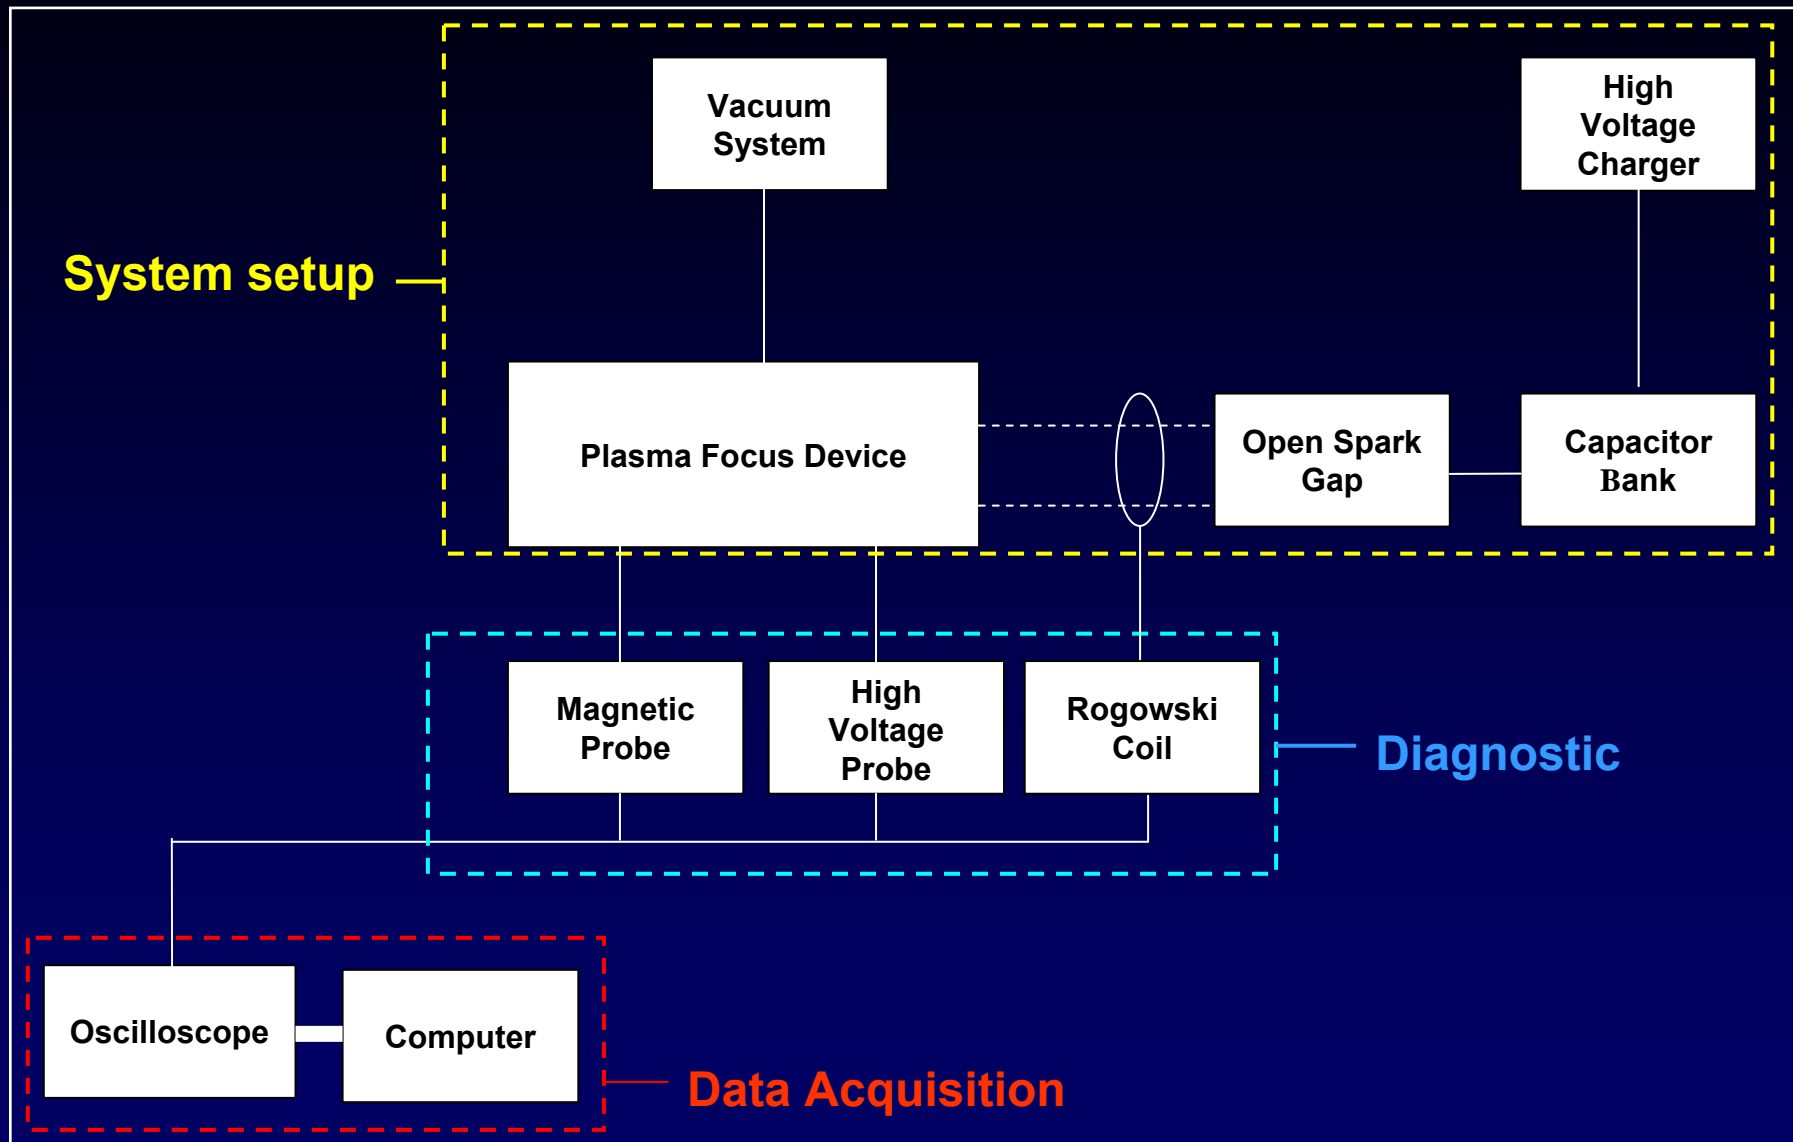 Vacuum
System
High
Voltage
Charger
System setup
Plasma Focus Device
Open Spark
Gap
Capacitor
Bank
Magnetic
Probe
High
Voltage
Probe
Rogowski
Coil
Diagnostic
Oscilloscope
Computer
Data Acquisition